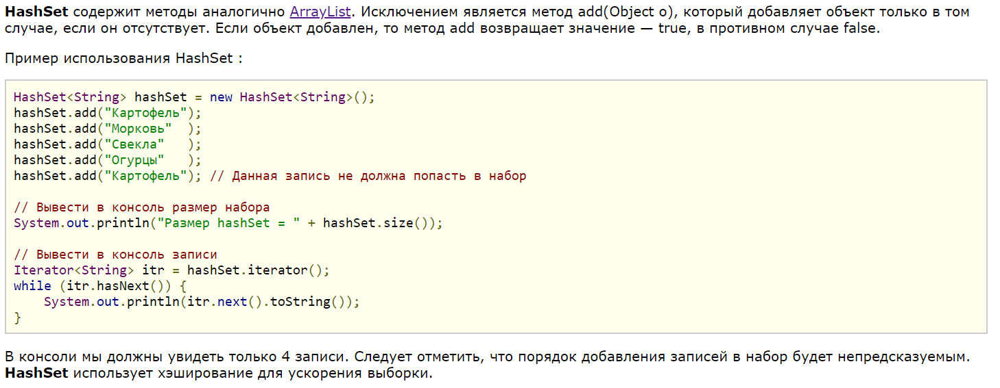 HashSet содержит методы аналогично ArrayList. Исключением является метод add(Object o), который добавляет объект только в том
случае, если он отсутствует. Если объект добавлен, то метод add возвращает значение — true, в противном случае false.
Пример использования HashSet :
HashSet<String> hashSet = new HashSet<String>();
hashSet.add("Картофель");
hashSet.add("Морковь"  );
hashSet.add("Свекла"   );
hashSet.add("Огурцы"   );
hashSet.add("Картофель"); // Данная запись не должна попасть в набор
// Вывести в консоль размер набора
System.out.println("Размер hashSet = " + hashSet.size());
// Вывести в консоль записи
Iterator<String> itr = hashSet.iterator();
while (itr.hasNext()) {
    System.out.println(itr.next().toString());
}
В консоли мы должны увидеть только 4 записи. Следует отметить, что порядок добавления записей в набор будет непредсказуемым.
HashSet использует хэширование для ускорения выборки.